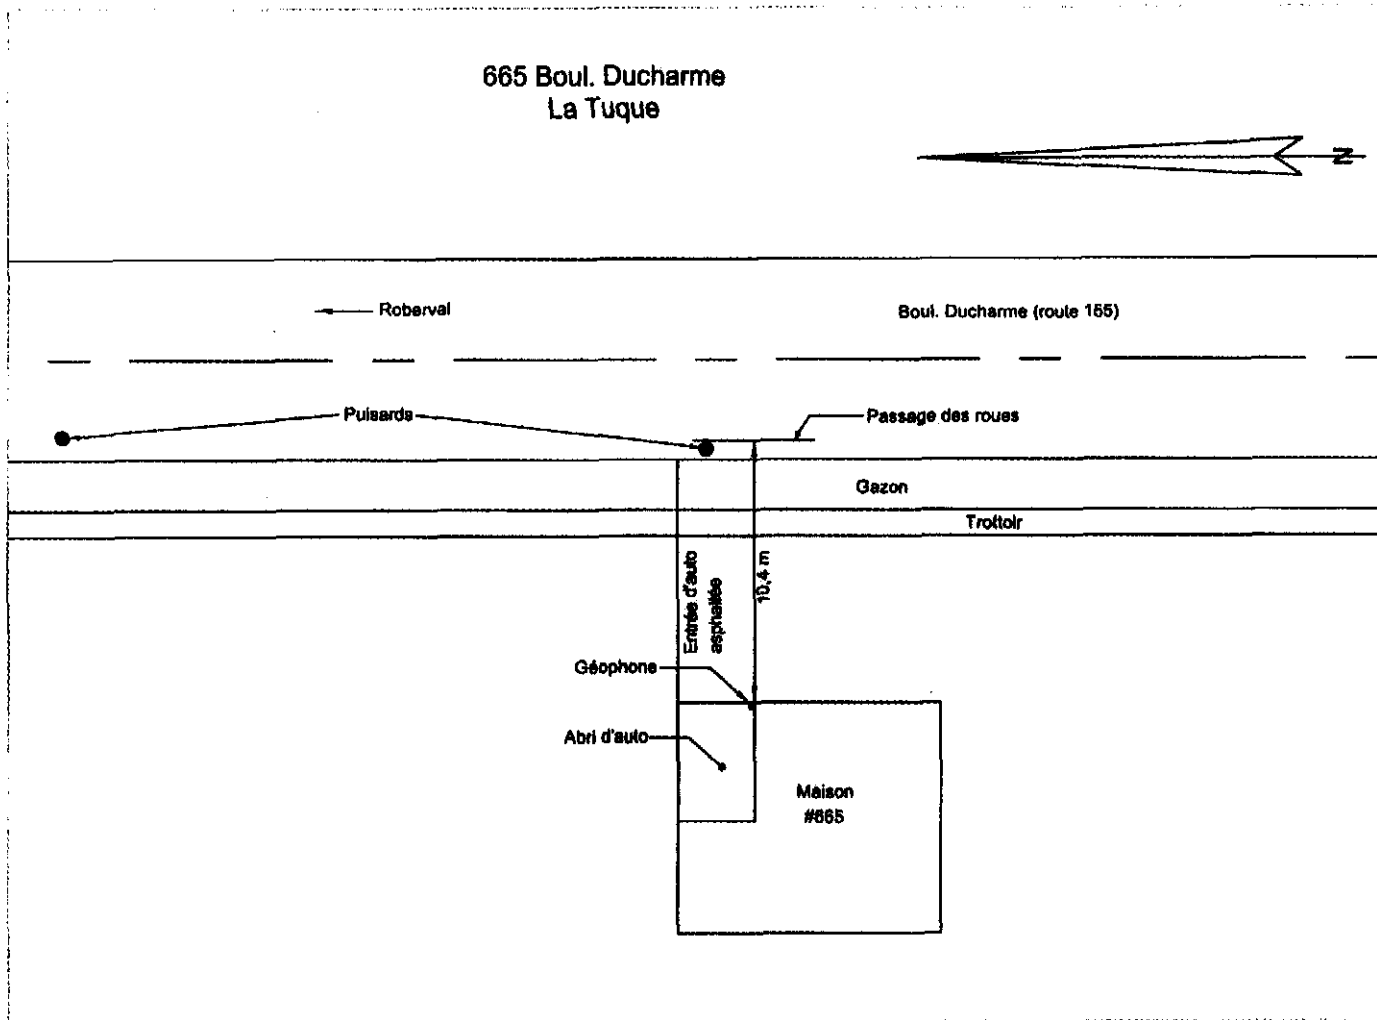 665 Boul. Ducharme
La Tuque
N
Roberval
Boul. Ducharme (route 155)
Puisards
Passage des roues
Gazon
Trottoir
Entrée d'auto
asphaltée
10,4 m
Géophone
Abri d'auto
Maison
#665